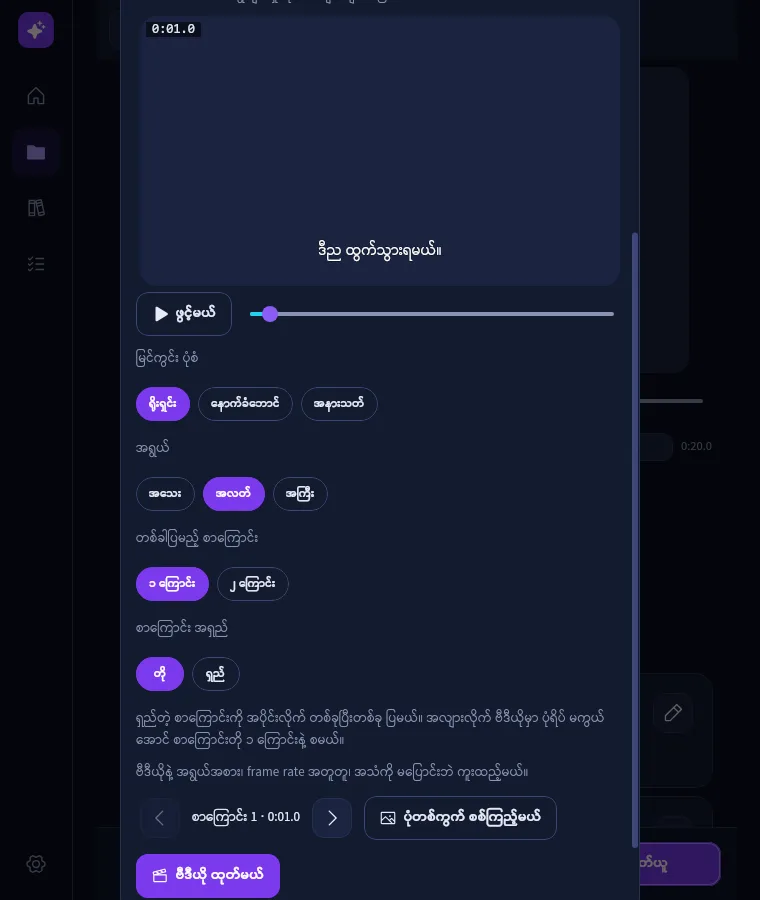 0:01.0
ဒီည ထွက်သွားရမယ်။
ဖွင့်မယ်
မြင်ကွင်း ပုံစံ
ရိုးရှင်း
နောက်ခံဘောင်
အနားသတ်
အရွယ်
အသေး
အလတ်
အကြီး
တစ်ခါပြမည့် စာကြောင်း
၁ ကြောင်း
၂ ကြောင်း
စာကြောင်း အရှည်
တို
ရှည်
ရှည်တဲ့ စာကြောင်းကို အပိုင်းလိုက် တစ်ခုပြီးတစ်ခု ပြမယ်။ အလျားလိုက် ဗီဒီယိုမှာ ပုံရိပ် မကွယ်
အောင် စာကြောင်းတို ၁ ကြောင်းနဲ့ စမယ်။
ဗီဒီယိုနဲ့ အရွယ်အစား၊ frame rate အတူတူ၊ အသံကို မပြောင်းဘဲ ကူးထည့်မယ်။
စာကြောင်း 1 · 0:01.0
ပုံတစ်ကွက် စစ်ကြည့်မယ်
ဗီဒီယို ထုတ်မယ်
0:20.0